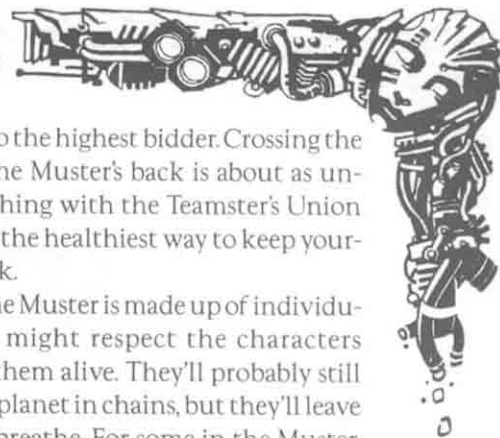 o the highest bidder. Crossing the
ne Muster's back is about as un-
hing with the Teamster's Union
the healthiest way to keep your-
k.
ne Muster is made up of individu-
might respect the characters
them alive. They'll probably still
planet in chains, but they'll leave
breathe. For some in the Muster,